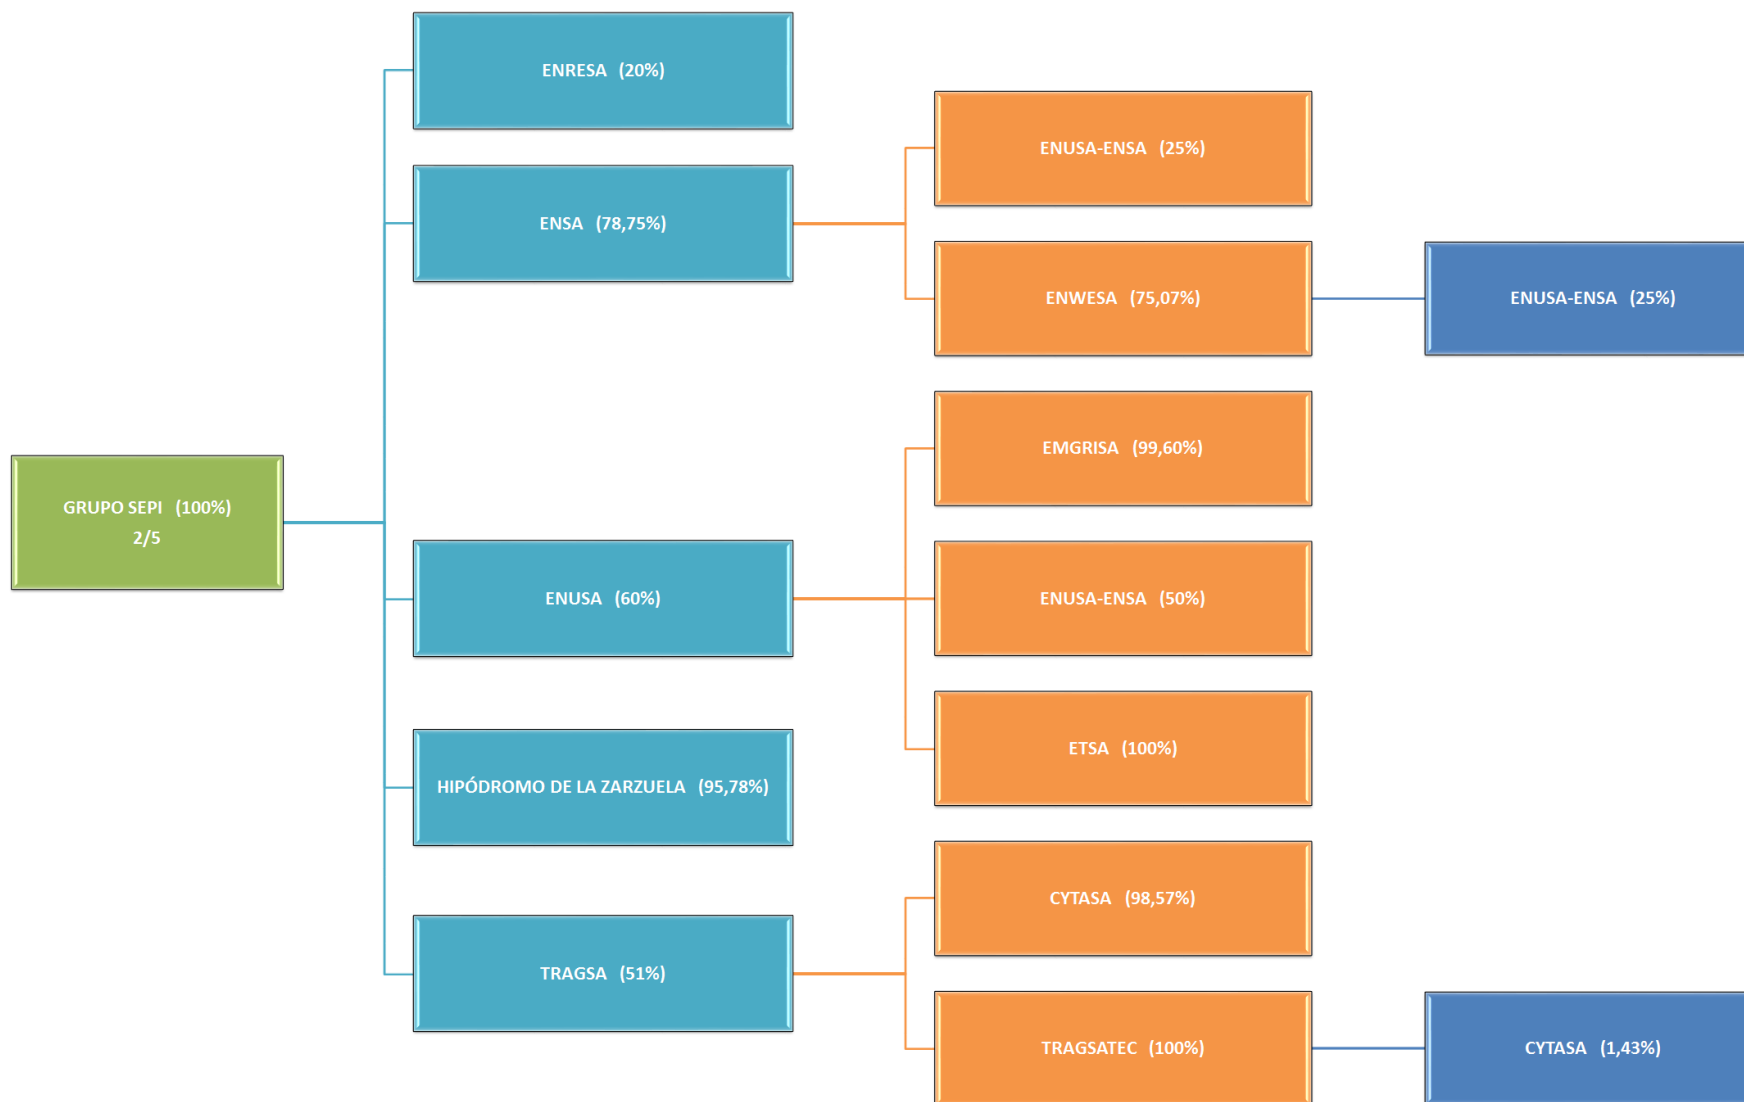 GRUPO SEPI (100%)
2/5
ENRESA (20%)
ENSA (78,75%)
ENUSA-ENSA (25%)
ENWESA (75,07%)
ENUSA-ENSA (25%)
ENUSA (60%)
EMGRISA (99,60%)
ENUSA-ENSA (50%)
ETSA (100%)
HIPÓDROMO DE LA ZARZUELA (95,78%)
TRAGSA (51%)
CYTASA (98,57%)
TRAGSATEC (100%)
CYTASA (1,43%)